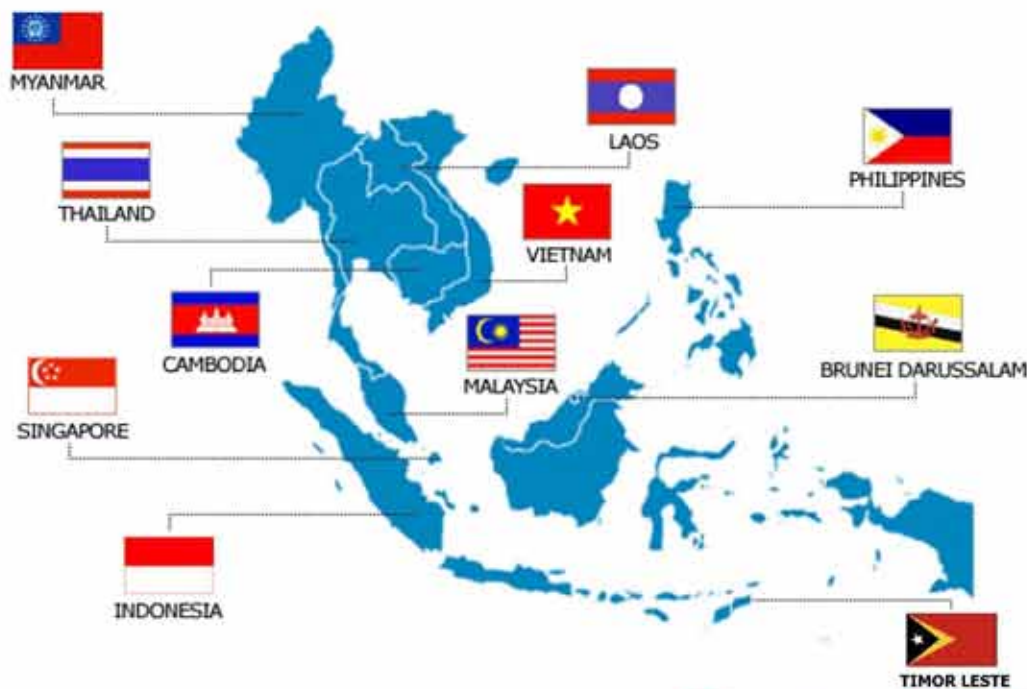 MYANMAR
LAOS
THAILAND
PHILIPPINES
VIETNAM
CAMBODIA
MALAYSIA
BRUNEI DARUSSALAM
SINGAPORE
INDONESIA
TIMOR LESTE